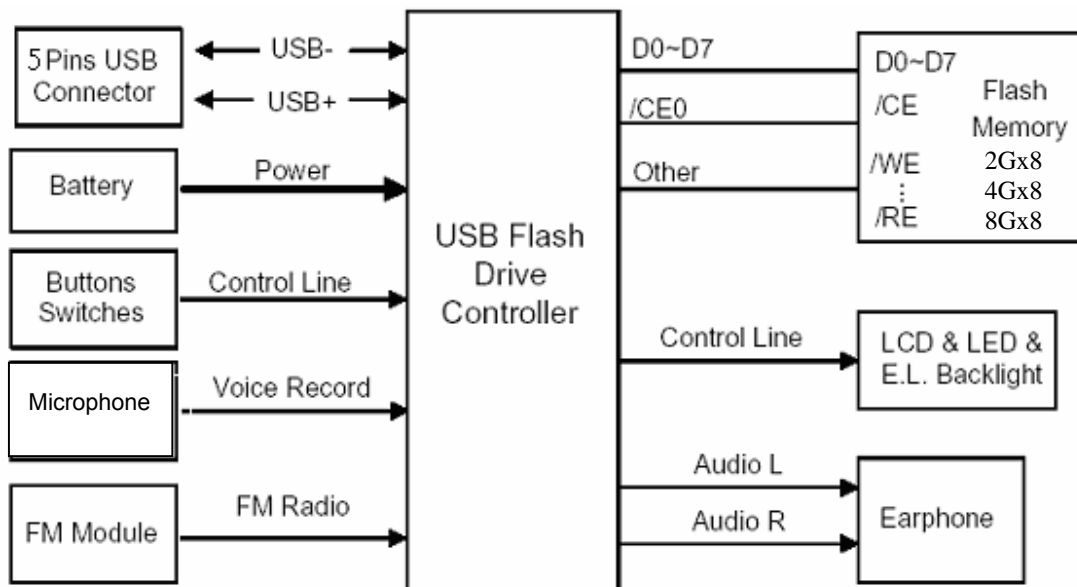 5 Pins USB
Connector
USB-
USB+
Battery
Power
Buttons
Switches
Control Line
Microphone
Voice Record
FM Module
FM Radio
USB Flash
Drive
Controller
D0~D7
/CE0
Other
D0~D7
/CE
/WE
/RE
Flash
Memory
2Gx8
4Gx8
8Gx8
Control Line
LCD & LED &
E.L. Backlight
Audio L
Audio R
Earphone